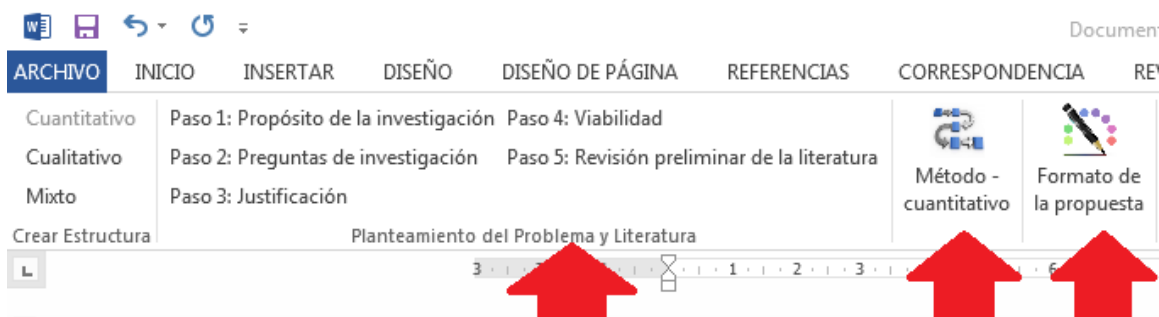 Documen
ARCHIVO INICIO INSERTAR DISEÑO DISEÑO DE PÁGINA REFERENCIAS CORRESPONDENCIA RE
Cuantitativo Paso 1: Propósito de la investigación Paso 4: Viabilidad
Cualitativo Paso 2: Preguntas de investigación Paso 5: Revisión preliminar de la literatura
Mixto Paso 3: Justificación
Método -
cuantitativo
Formato de
la propuesta
Crear Estructura Planteamiento del Problema y Literatura
3 1 2 3 6